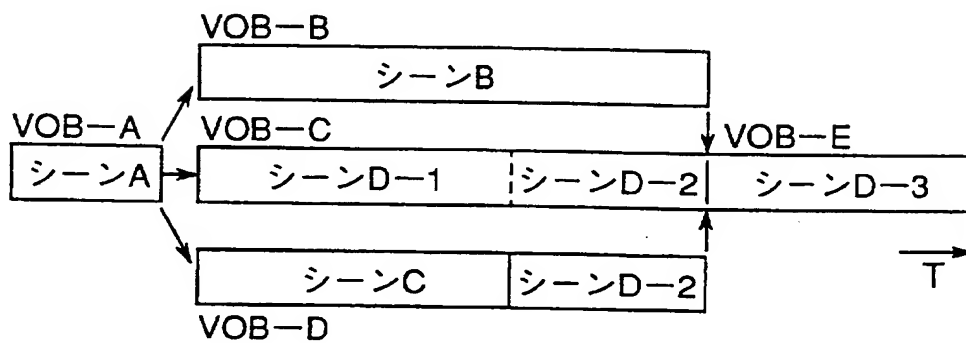 VOB―B
シーンB
VOB―A
VOB―C
VOB―E
シーンA
シーンD―1
シーンD―2
シーンD―3
シーンC
シーンD―2
T
VOB―D